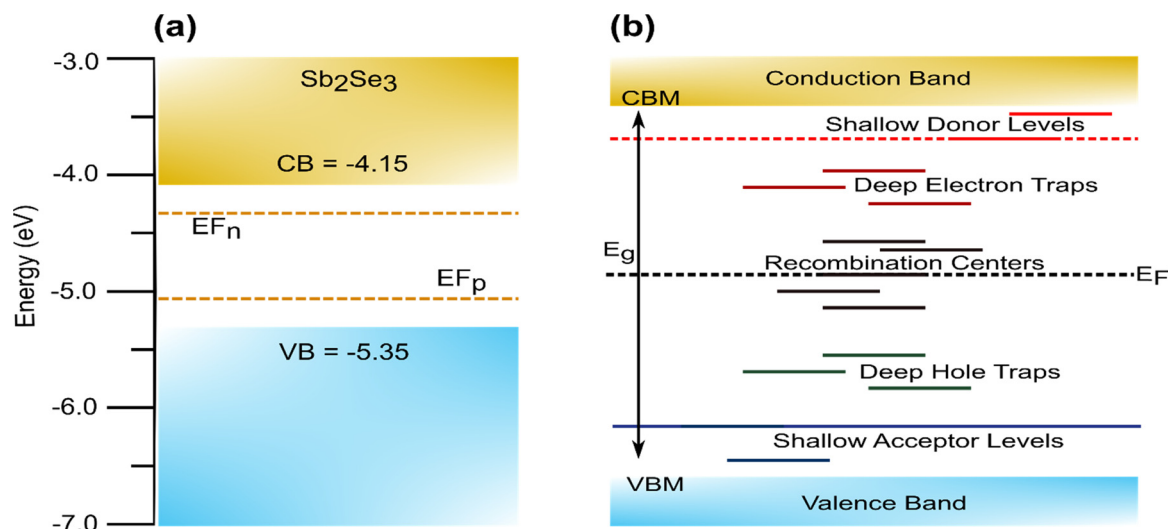 (a)
Energy (eV)
-3.0
-4.0
-5.0
-6.0
-7.0
Sb₂Se₃
CB = -4.15
EFn
EFp
VB = -5.35
(b)
Conduction Band
CBM
Shallow Donor Levels
Deep Electron Traps
Eg
Recombination Centers
EF
Deep Hole Traps
Shallow Acceptor Levels
VBM
Valence Band